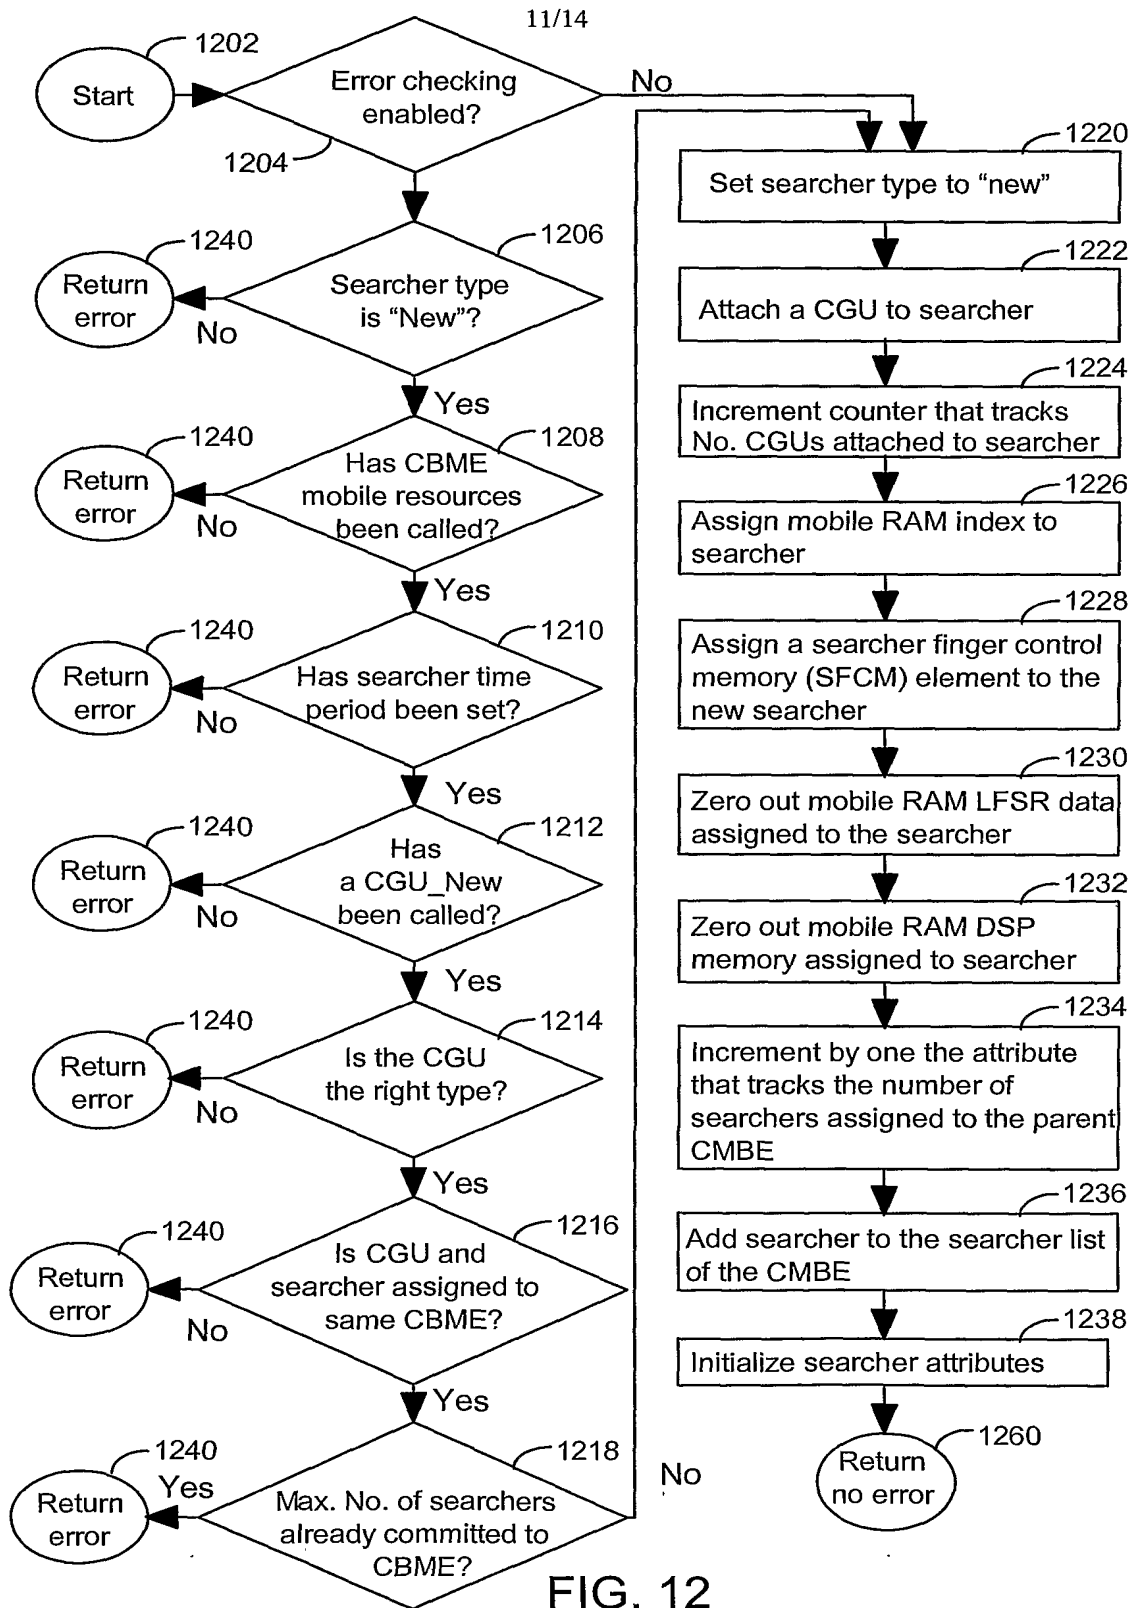 11/14
1202
Start
Error checking
enabled?
No
1204
1220
Set searcher type to “new”
1240
Return
error
No
1206
Searcher type
is “New”?
Yes
1222
Attach a CGU to searcher
1240
Return
error
No
1208
Has CBME
mobile resources
been called?
Yes
1224
Increment counter that tracks
No. CGUs attached to searcher
1226
Assign mobile RAM index to
searcher
1240
Return
error
No
1210
Has searcher time
period been set?
Yes
1228
Assign a searcher finger control
memory (SFCM) element to the
new searcher
1240
Return
error
No
1212
Has
a CGU_New
been called?
Yes
1230
Zero out mobile RAM LFSR data
assigned to the searcher
1232
Zero out mobile RAM DSP
memory assigned to searcher
1240
Return
error
No
1214
Is the CGU
the right type?
Yes
1234
Increment by one the attribute
that tracks the number of
searchers assigned to the parent
CMBE
1240
Return
error
No
1216
Is CGU and
searcher assigned to
same CBME?
Yes
1236
Add searcher to the searcher list
of the CMBE
1238
Initialize searcher attributes
1240
Return
error
Yes
1218
Max. No. of searchers
already committed to
CBME?
No
1260
Return
no error
FIG. 12